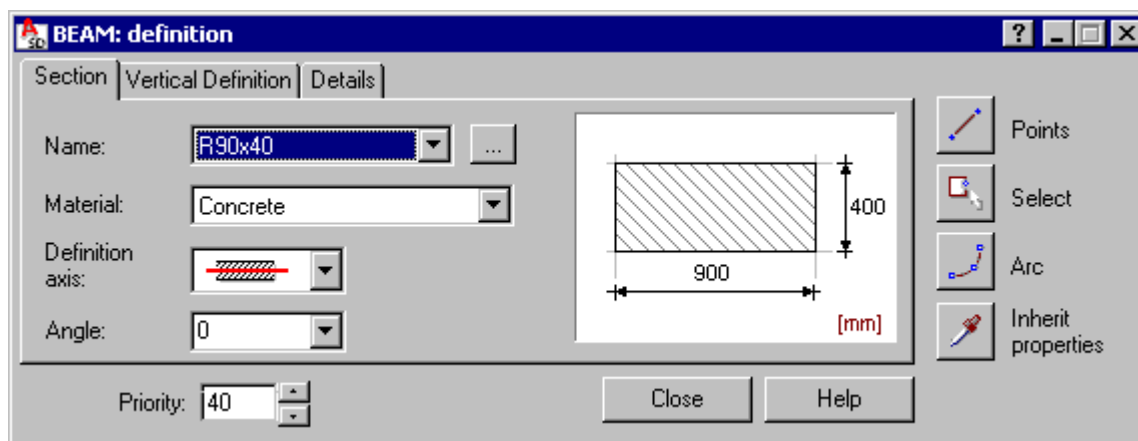 BEAM: definition
Section Vertical Definition Details
Name: R90x40 ...
Material: Concrete
Definition axis:
Angle: 0
Priority: 40
400
900
[mm]
Close Help
Points
Select
Arc
Inherit
properties